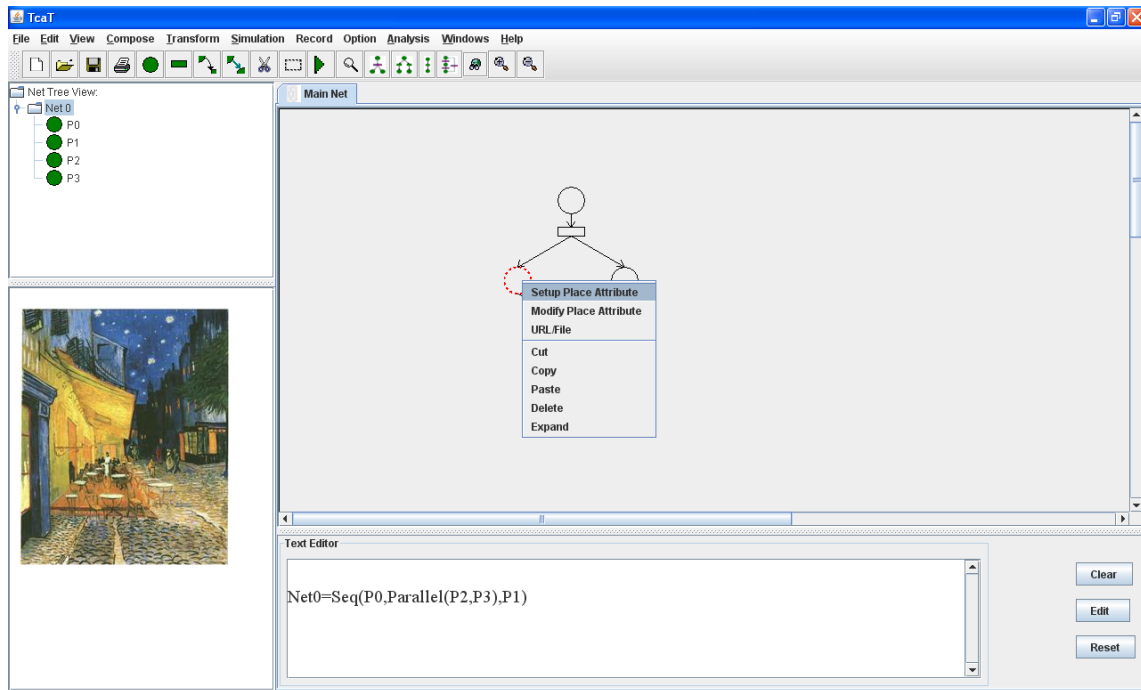 TcaT
File Edit View Compose Transform Simulation Record Option Analysis Windows Help
Net Tree View:
Net 0
P0
P1
P2
P3
Main Net
Setup Place Attribute
Modify Place Attribute
URL/File
Cut
Copy
Paste
Delete
Expand
Text Editor
Net0=Seq(P0,Parallel(P2,P3),P1)
Clear
Edit
Reset